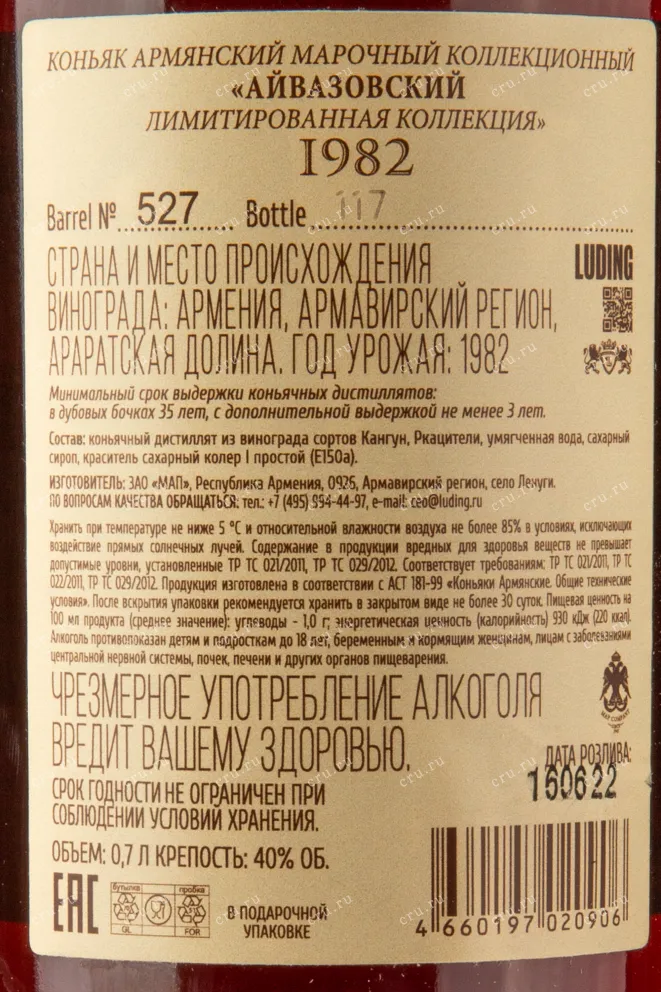 КОНЬЯК АРМЯНСКИЙ МАРОЧНЫЙ КОЛЛЕКЦИОННЫЙ
«АЙВАЗОВСКИЙ
ЛИМИТИРОВАННАЯ КОЛЛЕКЦИЯ»
1982
Barrel № 527 Bottle 117
СТРАНА И МЕСТО ПРОИСХОЖДЕНИЯ
ВИНОГРАДА: АРМЕНИЯ, АРМАВИРСКИЙ РЕГИОН,
АРАРАТСКАЯ ДОЛИНА. ГОД УРОЖАЯ: 1982
LUDING
Минимальный срок выдержки коньячных дистиллятов:
в дубовых бочках 35 лет, с дополнительной выдержкой не менее 3 лет.
Состав: коньячный дистиллят из винограда сортов Кангун, Ркацители, умягченная вода, сахарный
сироп, краситель сахарный колер I простой (Е150а).
ИЗГОТОВИТЕЛЬ: ЗАО «МАП», Республика Армения, 0926, Армавирский регион, село Ленуги.
ПО ВОПРОСАМ КАЧЕСТВА ОБРАЩАТЬСЯ: тел.: +7 (495) 954-44-97, e-mail: ceo@luding.ru
Хранить при температуре не ниже 5 °С и относительной влажности воздуха не более 85% в условиях, исключающих
воздействие прямых солнечных лучей. Содержание в продукции вредных для здоровья веществ не превышает
допустимые уровни, установленные ТР ТС 021/2011, ТР ТС 029/2012. Соответствует требованиям: ТР ТС 021/2011, ТР ТС
022/2011, ТР ТС 029/2012. Продукция изготовлена в соответствии с АСТ 181-99 «Коньяки Армянские. Общие технические
условия». После вскрытия упаковки рекомендуется хранить в закрытом виде не более 30 суток. Пищевая ценность на
100 мл продукта (среднее значение): углеводы - 1,0 г; энергетическая ценность (калорийность) 930 кДж (220 ккал).
Алкоголь противопоказан детям и подросткам до 18 лет, беременным и кормящим женщинам, лицам с заболеваниями
центральной нервной системы, почек, печени и других органов пищеварения.
ЧРЕЗМЕРНОЕ УПОТРЕБЛЕНИЕ АЛКОГОЛЯ
ВРЕДИТ ВАШЕМУ ЗДОРОВЬЮ.
MAP COMPANY
ДАТА РОЗЛИВА:
160622
СРОК ГОДНОСТИ НЕ ОГРАНИЧЕН ПРИ
СОБЛЮДЕНИИ УСЛОВИЙ ХРАНЕНИЯ.
ОБЪЕМ: 0,7 Л КРЕПОСТЬ: 40% ОБ.
EAC
бутылка пробка
GL FOR
В ПОДАРОЧНОЙ
УПАКОВКЕ
4 660197 020906
cru.ru